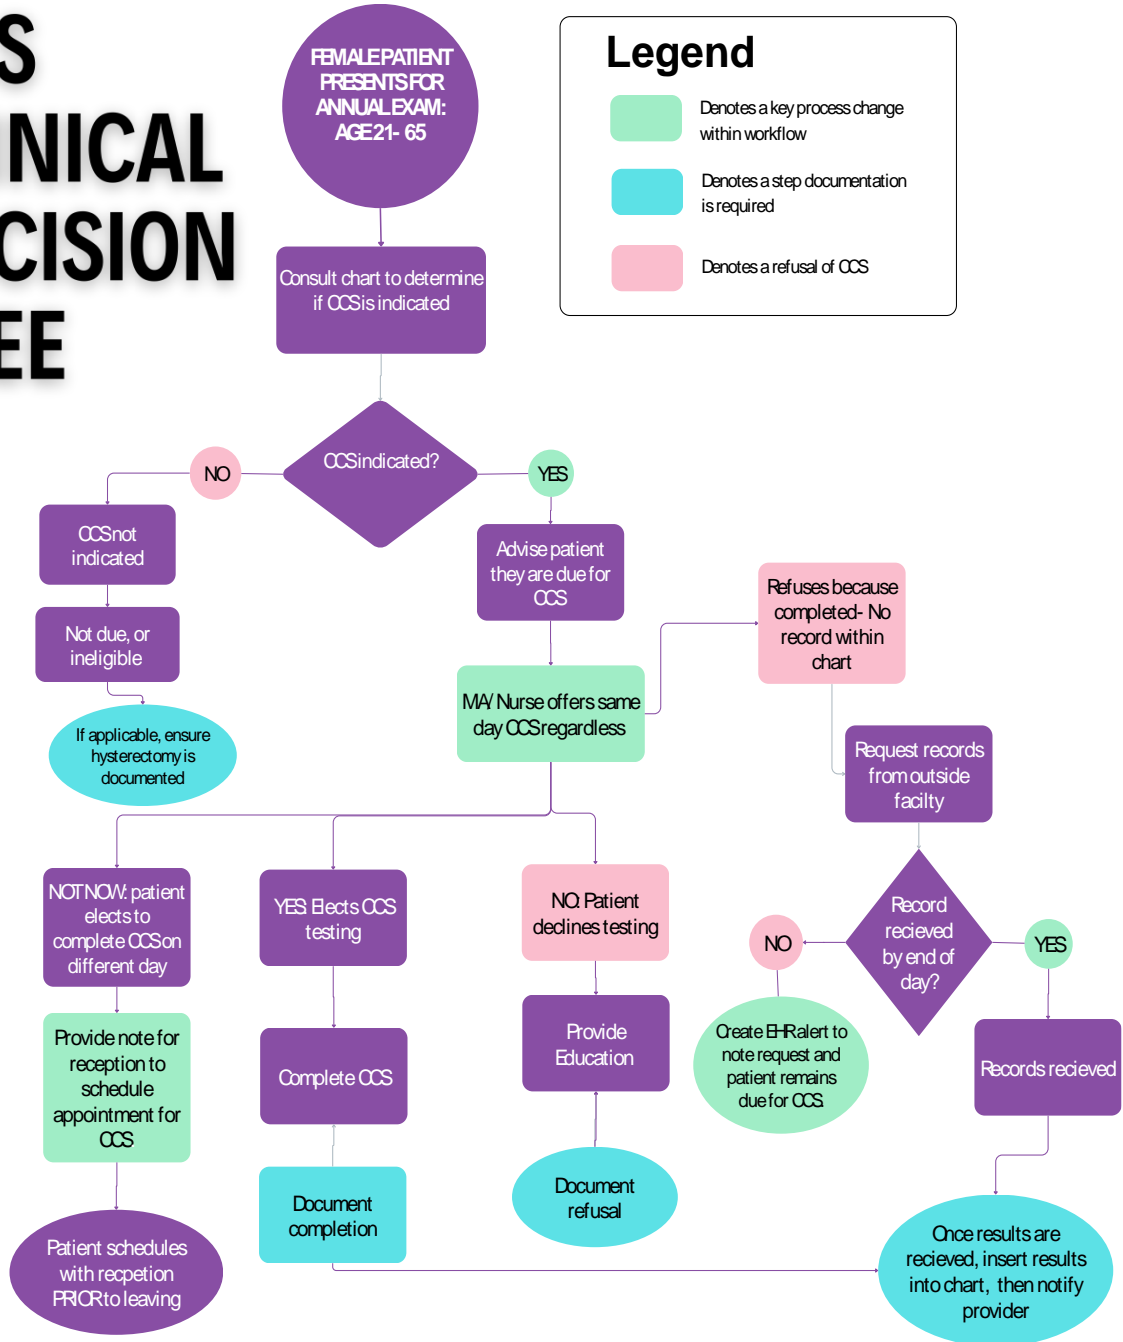 S
NICAL
CISION
EE
FEMALE PATIENT
PRESENTS FOR
ANNUAL EXAM:
AGE 21- 65
Legend
Denotes a key process change
within workflow
Denotes a step documentation
is required
Denotes a refusal of CCS
Consult chart to determine
if CCS is indicated
CCS indicated?
NO
YES
CCS not
indicated
Not due, or
ineligible
If applicable, ensure
hysterectomy is
documented
Advise patient
they are due for
CCS
MA/ Nurse offers same
day CCS regardless
Refuses because
completed- No
record within
chart
Request records
from outside
facilty
Record
recieved
by end of
day?
NO
YES
Create EHR alert to
note request and
patient remains
due for CCS.
Records recieved
NOT NOW: patient
elects to
complete CCS on
different day
Provide note for
reception to
schedule
appointment for
CCS
Patient schedules
with recpetion
PRIOR to leaving
YES: Elects CCS
testing
Complete CCS
Document
completion
NO: Patient
declines testing
Provide
Education
Document
refusal
Once results are
recieved, insert results
into chart, then notify
provider